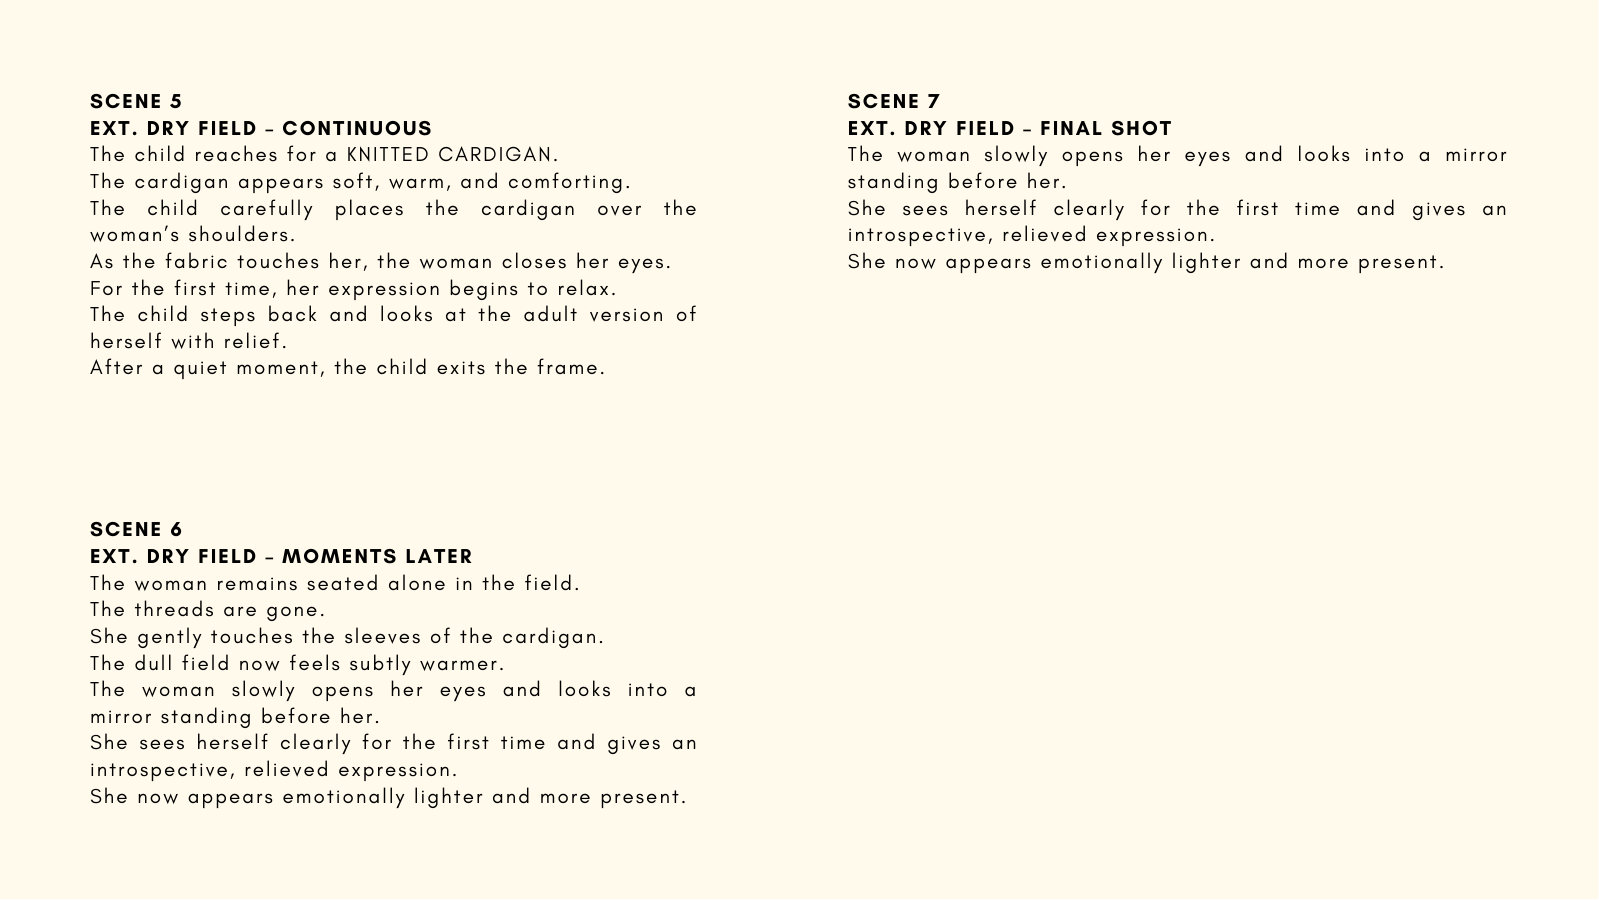 SCENE 5
EXT. DRY FIELD – CONTINUOUS
The child reaches for a KNITTED CARDIGAN.
The cardigan appears soft, warm, and comforting.
The child carefully places the cardigan over the
woman’s shoulders.
As the fabric touches her, the woman closes her eyes.
For the first time, her expression begins to relax.
The child steps back and looks at the adult version of
herself with relief.
After a quiet moment, the child exits the frame.
SCENE 6
EXT. DRY FIELD – MOMENTS LATER
The woman remains seated alone in the field.
The threads are gone.
She gently touches the sleeves of the cardigan.
The dull field now feels subtly warmer.
The woman slowly opens her eyes and looks into a
mirror standing before her.
She sees herself clearly for the first time and gives an
introspective, relieved expression.
She now appears emotionally lighter and more present.
SCENE 7
EXT. DRY FIELD – FINAL SHOT
The woman slowly opens her eyes and looks into a mirror
standing before her.
She sees herself clearly for the first time and gives an
introspective, relieved expression.
She now appears emotionally lighter and more present.